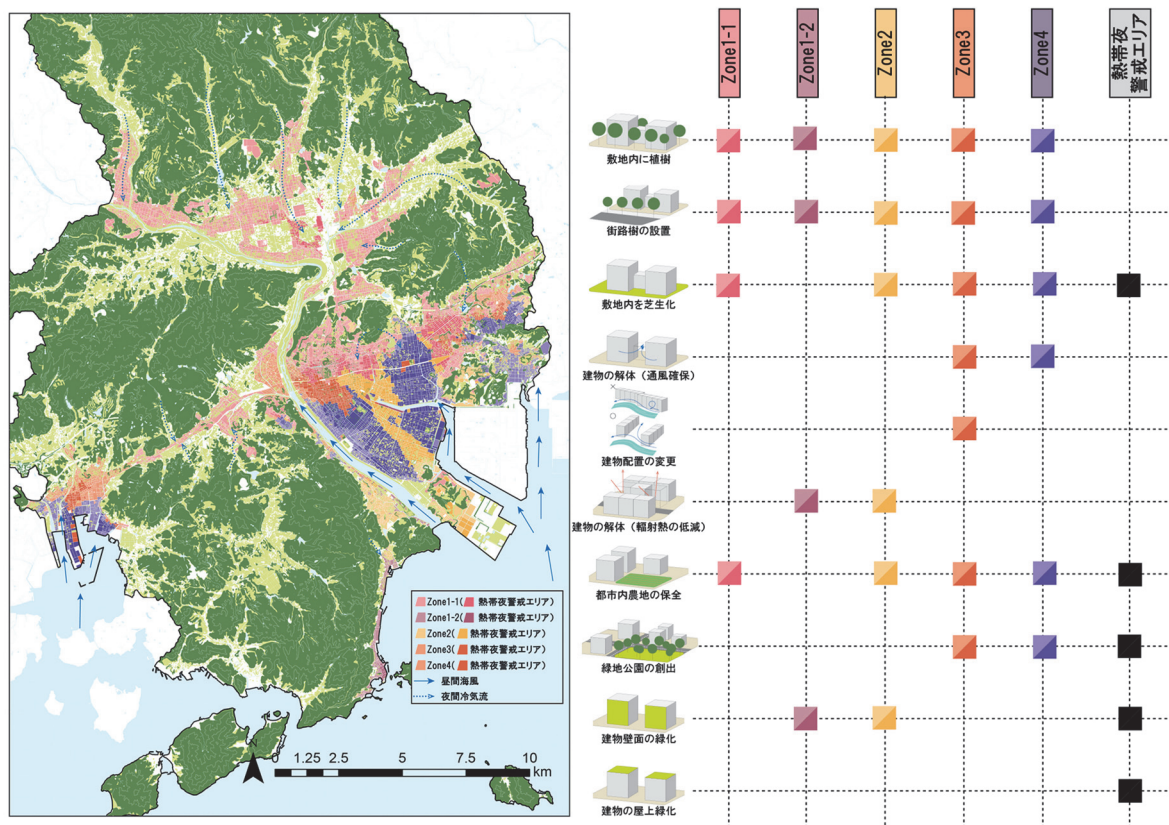 Zone1-1( 熱帯夜警戒エリア)
Zone1-2( 熱帯夜警戒エリア)
Zone2( 熱帯夜警戒エリア)
Zone3( 熱帯夜警戒エリア)
Zone4( 熱帯夜警戒エリア)
昼間海風
夜間冷気流
N
0 1.25 2.5 5 7.5 10
km
Zone1-1
Zone1-2
Zone2
Zone3
Zone4
熱帯夜
警戒エリア
敷地内に植樹
街路樹の設置
敷地内を芝生化
建物の解体（通風確保）
建物配置の変更
建物の解体（輻射熱の低減）
都市内農地の保全
緑地公園の創出
建物壁面の緑化
建物の屋上緑化